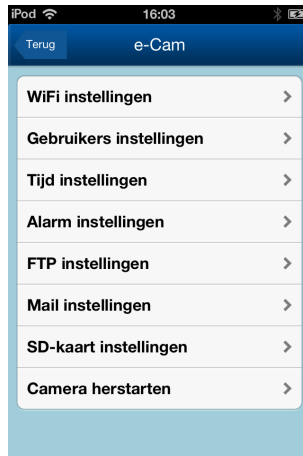 iPod 16:03
Terug e-Cam
WiFi instellingen
Gebruikers instellingen
Tijd instellingen
Alarm instellingen
FTP instellingen
Mail instellingen
SD-kaart instellingen
Camera herstarten